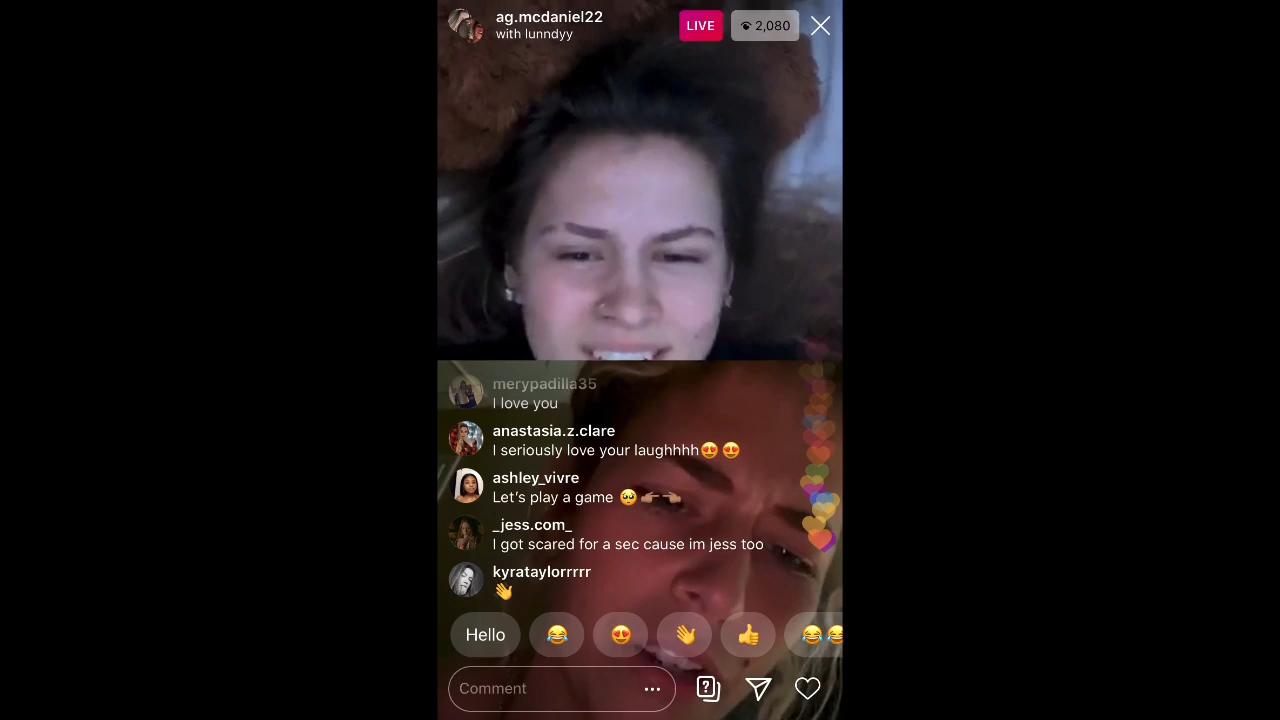 ag.mcdaniel22
with lunndyy
LIVE
2,080
merypadilla35
I love you
anastasia.z.clare
I seriously love your laughhhh😍 😍
ashley_vivre
Let's play a game 🥺👉🏽👈🏽
_jess.com_
I got scared for a sec cause im jess too
kyrataylorrrrr
👋
Hello 😂 😍 👋 👍 😂😂
Comment